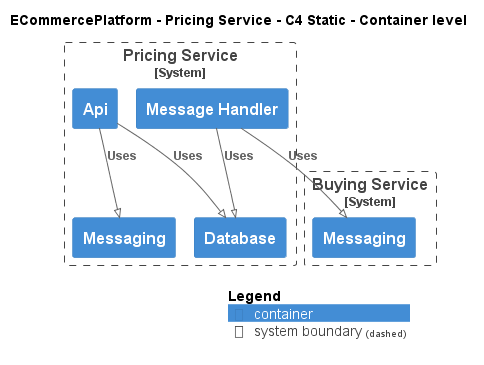 ECommercePlatform - Pricing Service - C4 Static - Container level
Pricing Service
[System]
Api
Message Handler
Uses
Uses
Uses
Uses
Buying Service
[System]
Messaging
Database
Messaging
Legend
container
system boundary (dashed)